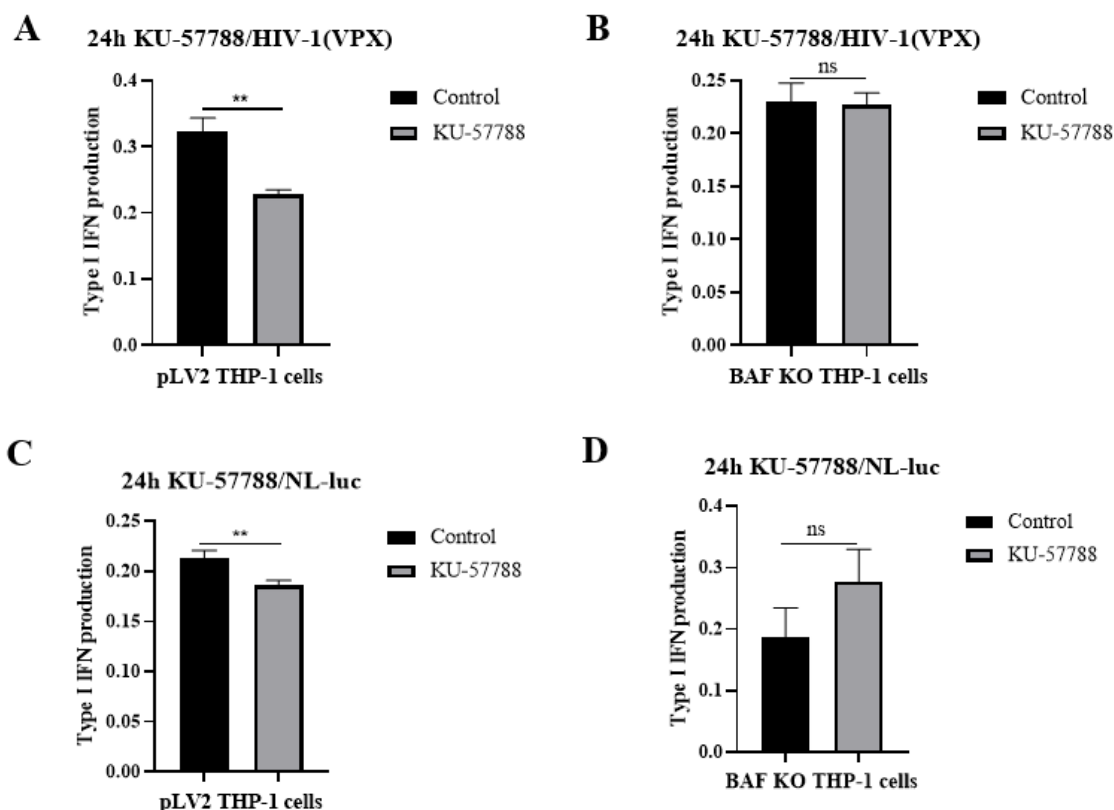 A
24h KU-57788/HIV-1(VPX)
Type I IFN production
0.4
0.3
0.2
0.1
0.0
**
Control
KU-57788
pLV2 THP-1 cells
B
24h KU-57788/HIV-1(VPX)
Type I IFN production
0.25
0.20
0.15
0.10
0.05
0.00
ns
Control
KU-57788
BAF KO THP-1 cells
C
24h KU-57788/NL-luc
Type I IFN production
0.25
0.20
0.15
0.10
0.05
0.00
**
Control
KU-57788
pLV2 THP-1 cells
D
24h KU-57788/NL-luc
Type I IFN production
0.4
0.3
0.2
0.1
0.0
ns
Control
KU-57788
BAF KO THP-1 cells